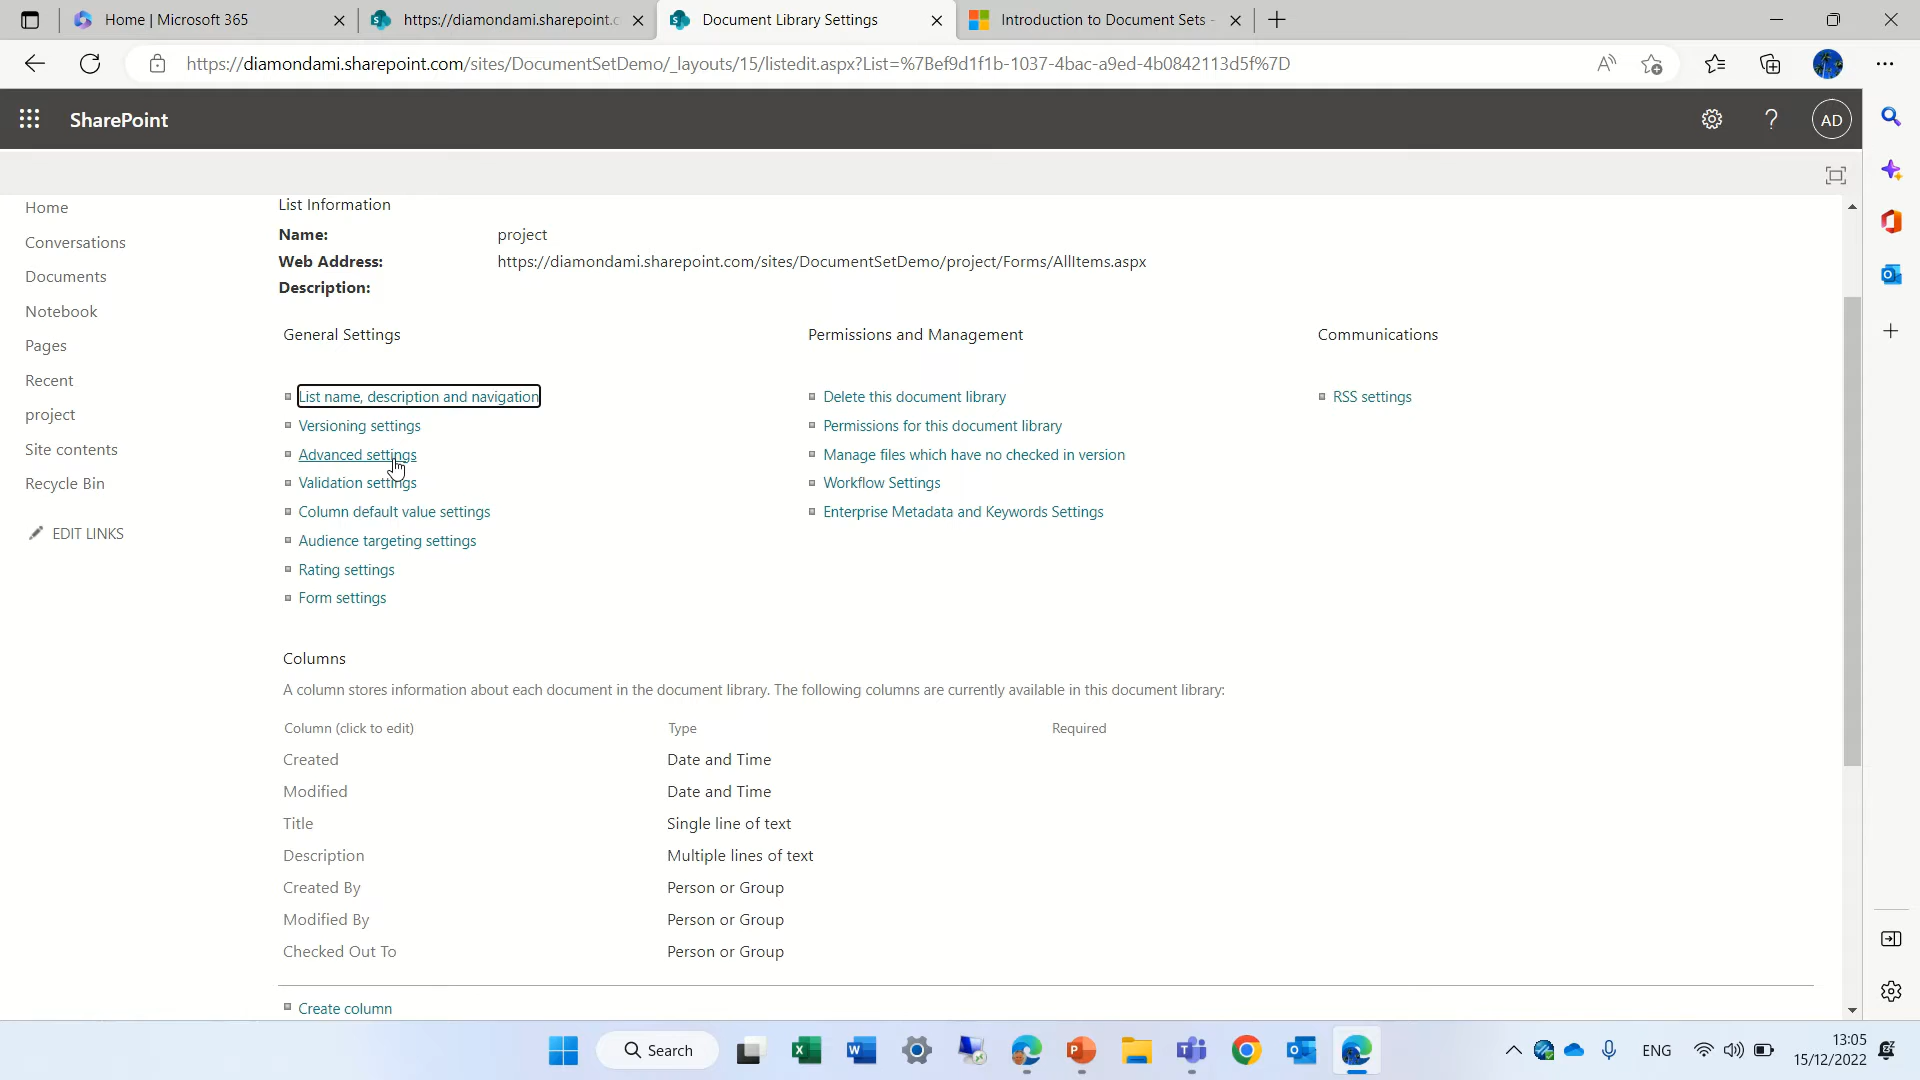 Home | Microsoft 365
https://diamondami.sharepoint.c
Document Library Settings
Introduction to Document Sets -
https://diamondami.sharepoint.com/sites/DocumentSetDemo/_layouts/15/listedit.aspx?List=%7Bef9d1f1b-1037-4bac-a9ed-4b0842113d5f%7D
SharePoint
AD
Home
Conversations
Documents
Notebook
Pages
Recent
project
Site contents
Recycle Bin
EDIT LINKS
List Information
Name: project
Web Address: https://diamondami.sharepoint.com/sites/DocumentSetDemo/project/Forms/AllItems.aspx
Description:
General Settings
List name, description and navigation
Versioning settings
Advanced settings
Validation settings
Column default value settings
Audience targeting settings
Rating settings
Form settings
Permissions and Management
Delete this document library
Permissions for this document library
Manage files which have no checked in version
Workflow Settings
Enterprise Metadata and Keywords Settings
Communications
RSS settings
Columns
A column stores information about each document in the document library. The following columns are currently available in this document library:
Column (click to edit) Type Required
Created Date and Time
Modified Date and Time
Title Single line of text
Description Multiple lines of text
Created By Person or Group
Modified By Person or Group
Checked Out To Person or Group
Create column
Search
ENG
13:05
15/12/2022